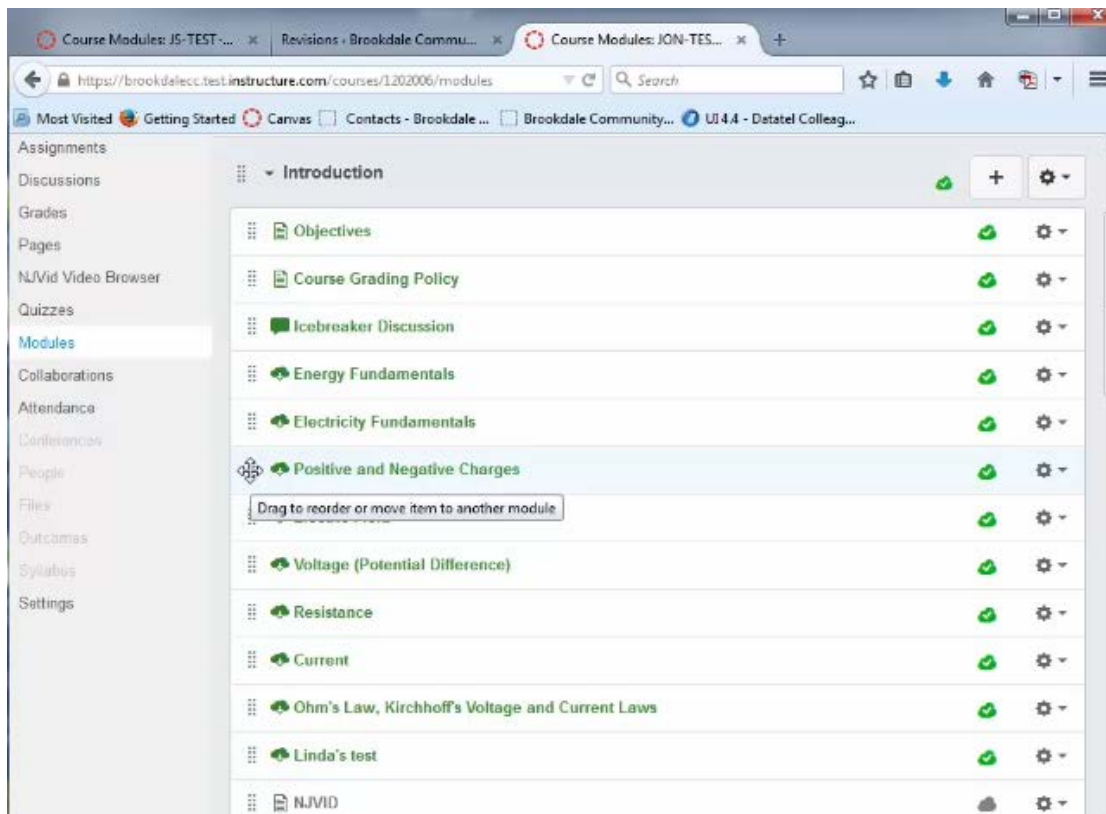 Course Modules: JS-TEST-... × Revisions - Brookdale Commu... × Course Modules: JON-TES... × +
https://brookdalecc.test.instructure.com/courses/1202006/modules Search
Most Visited Getting Started Canvas Contacts - Brookdale ... Brookdale Community... UI 4.4 - Datatel Colleag...
Assignments
Discussions
Grades
Pages
NJVid Video Browser
Quizzes
Modules
Collaborations
Attendance
Conferences
People
Files
Outcomes
Syllabus
Settings
Introduction
Objectives
Course Grading Policy
Icebreaker Discussion
Energy Fundamentals
Electricity Fundamentals
Positive and Negative Charges
Drag to reorder or move item to another module
Voltage (Potential Difference)
Resistance
Current
Ohm's Law, Kirchhoff's Voltage and Current Laws
Linda's test
NJVID